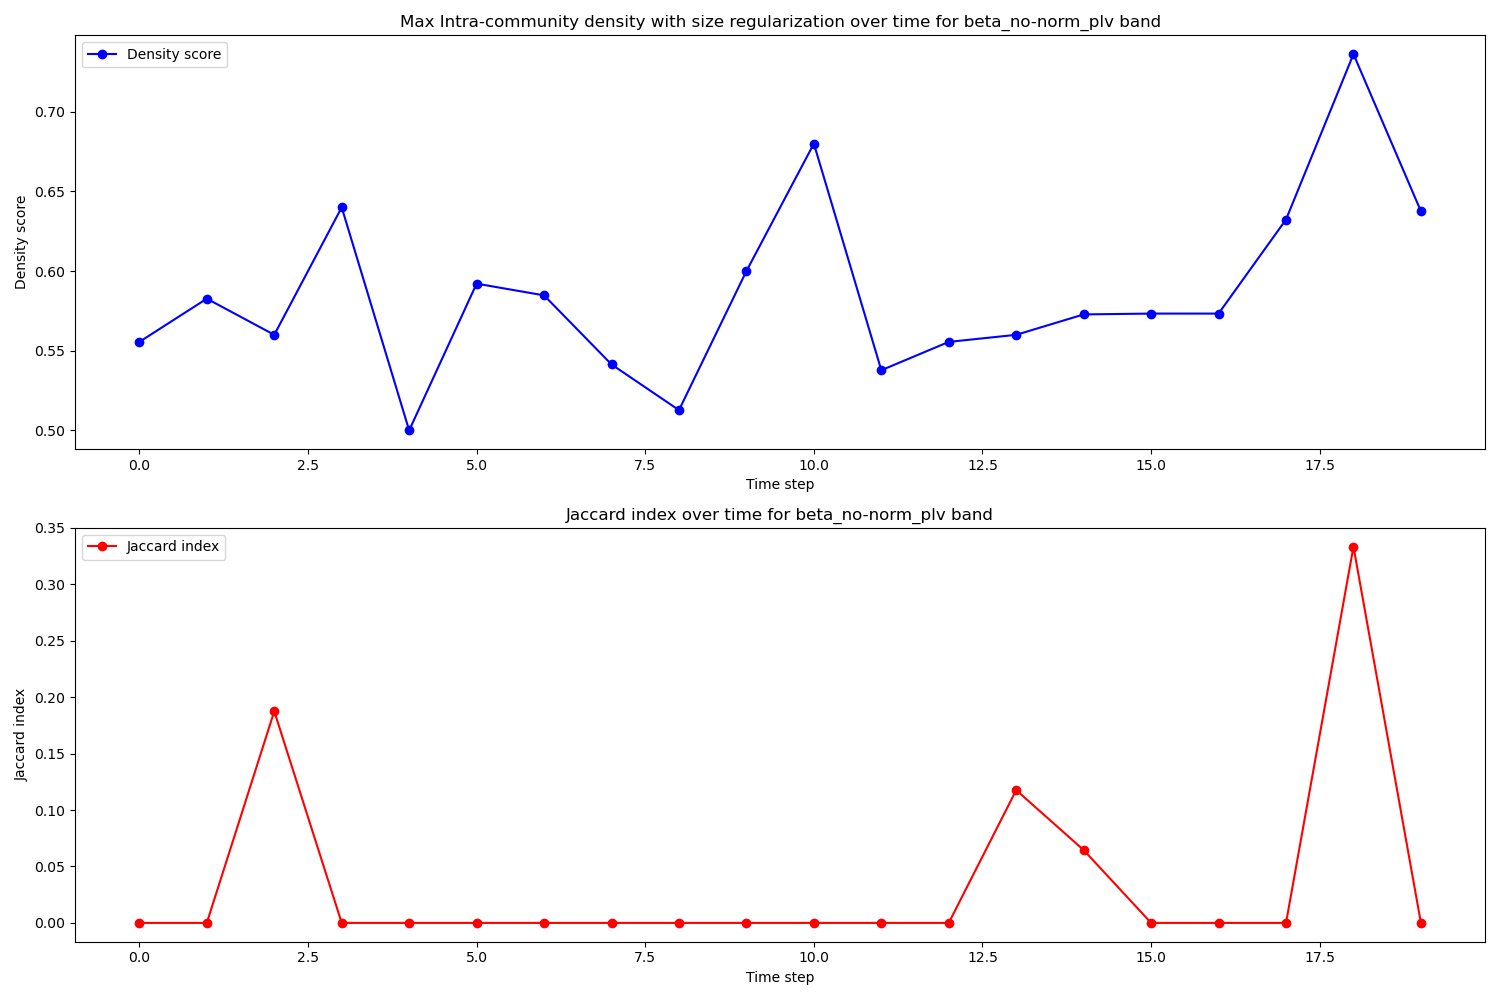 Max Intra-community density with size regularization over time for beta_no-norm_plv band
Density score
0.70
0.65
0.60
0.55
0.50
Density score
0.0 2.5 5.0 7.5 10.0 12.5 15.0 17.5
Time step
Jaccard index over time for beta_no-norm_plv band
Jaccard index
0.35
0.30
0.25
0.20
0.15
0.10
0.05
0.00
Jaccard index
0.0 2.5 5.0 7.5 10.0 12.5 15.0 17.5
Time step